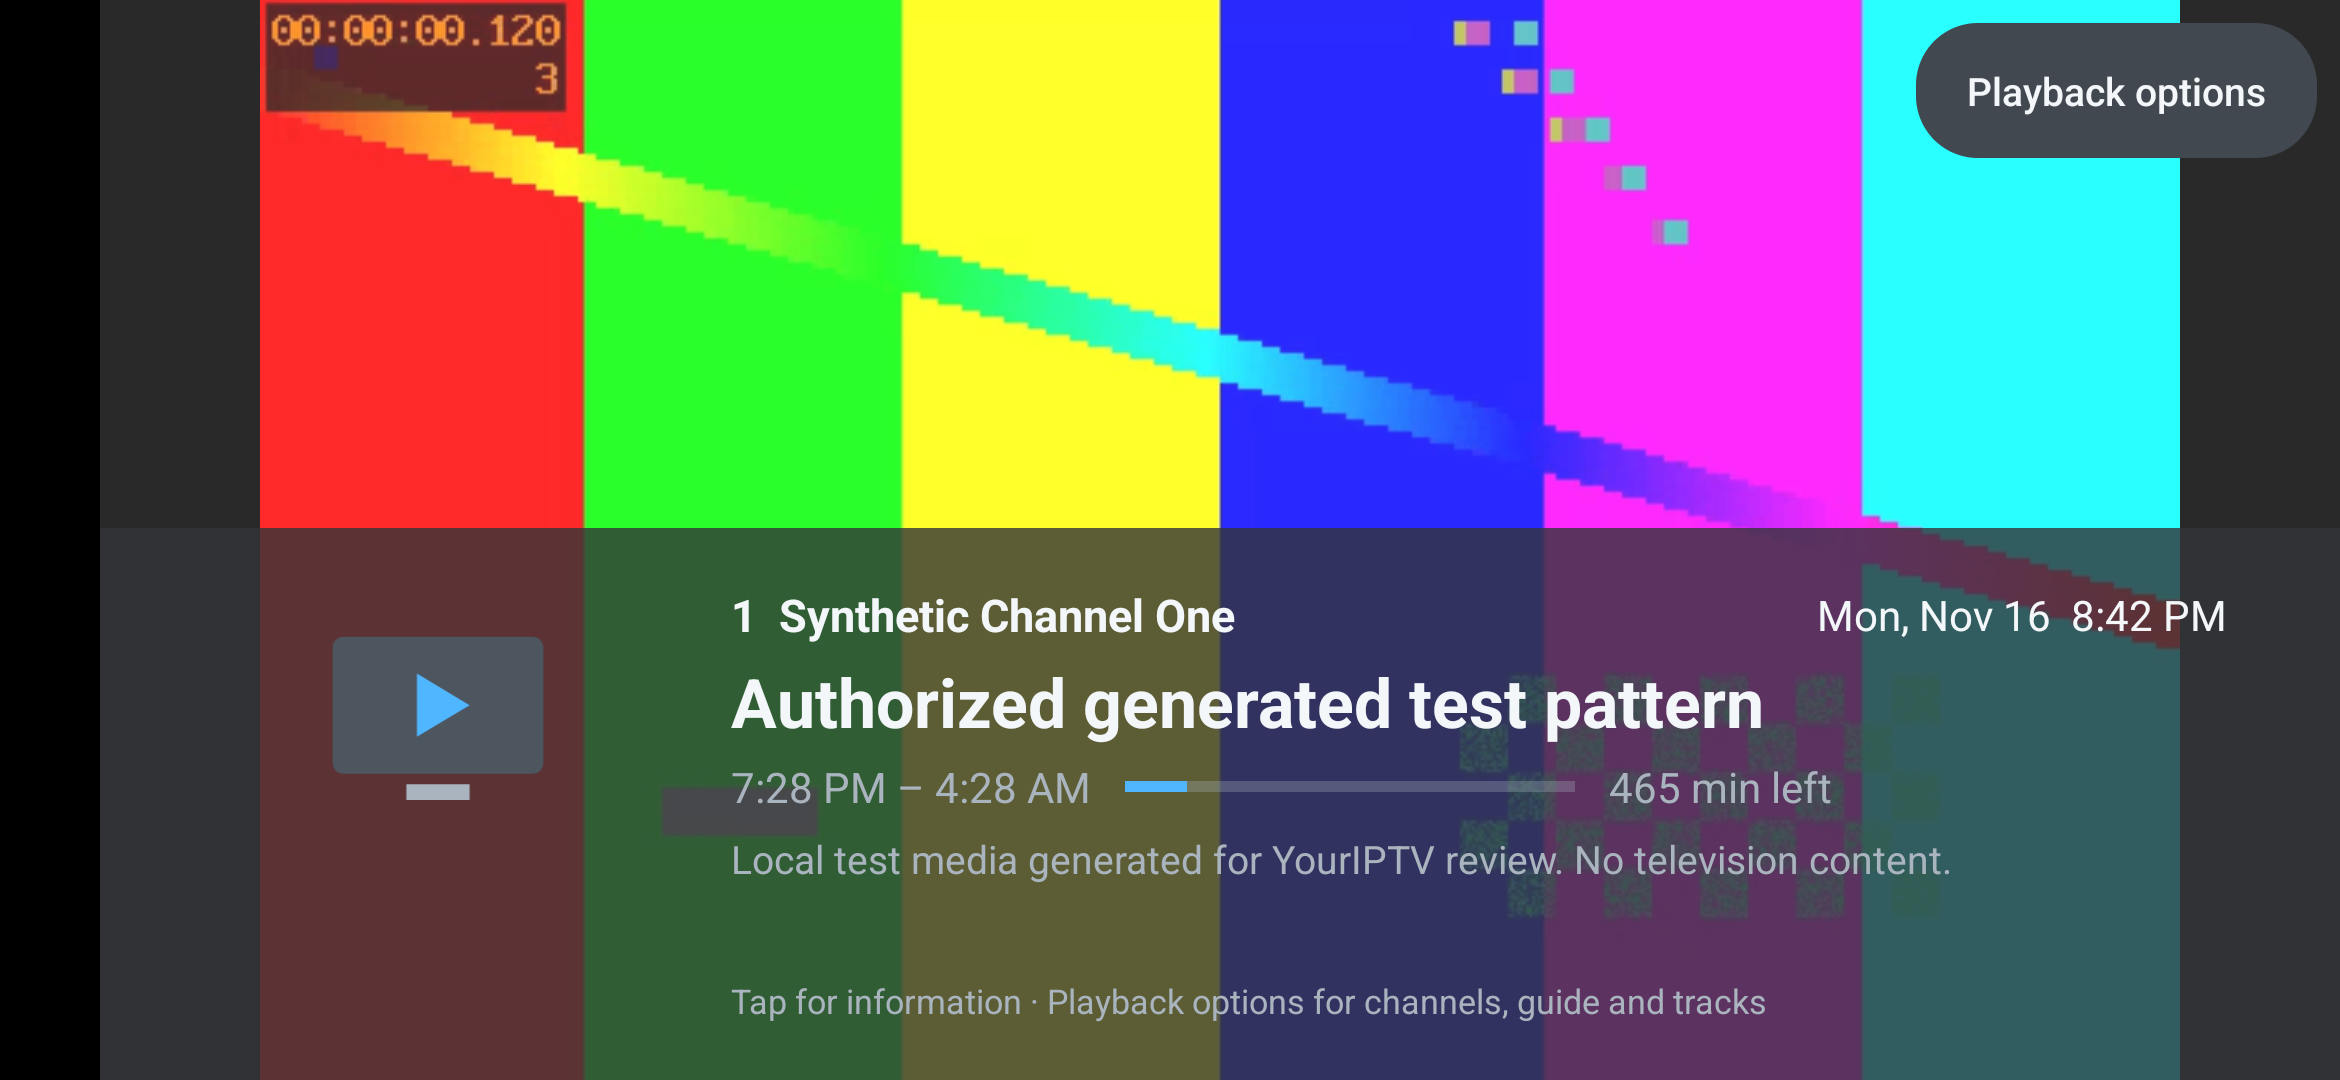 00:00:00.120
3
Playback options
1 Synthetic Channel One
Mon, Nov 16 8:42 PM
Authorized generated test pattern
7:28 PM – 4:28 AM
465 min left
Local test media generated for YourIPTV review. No television content.
Tap for information · Playback options for channels, guide and tracks